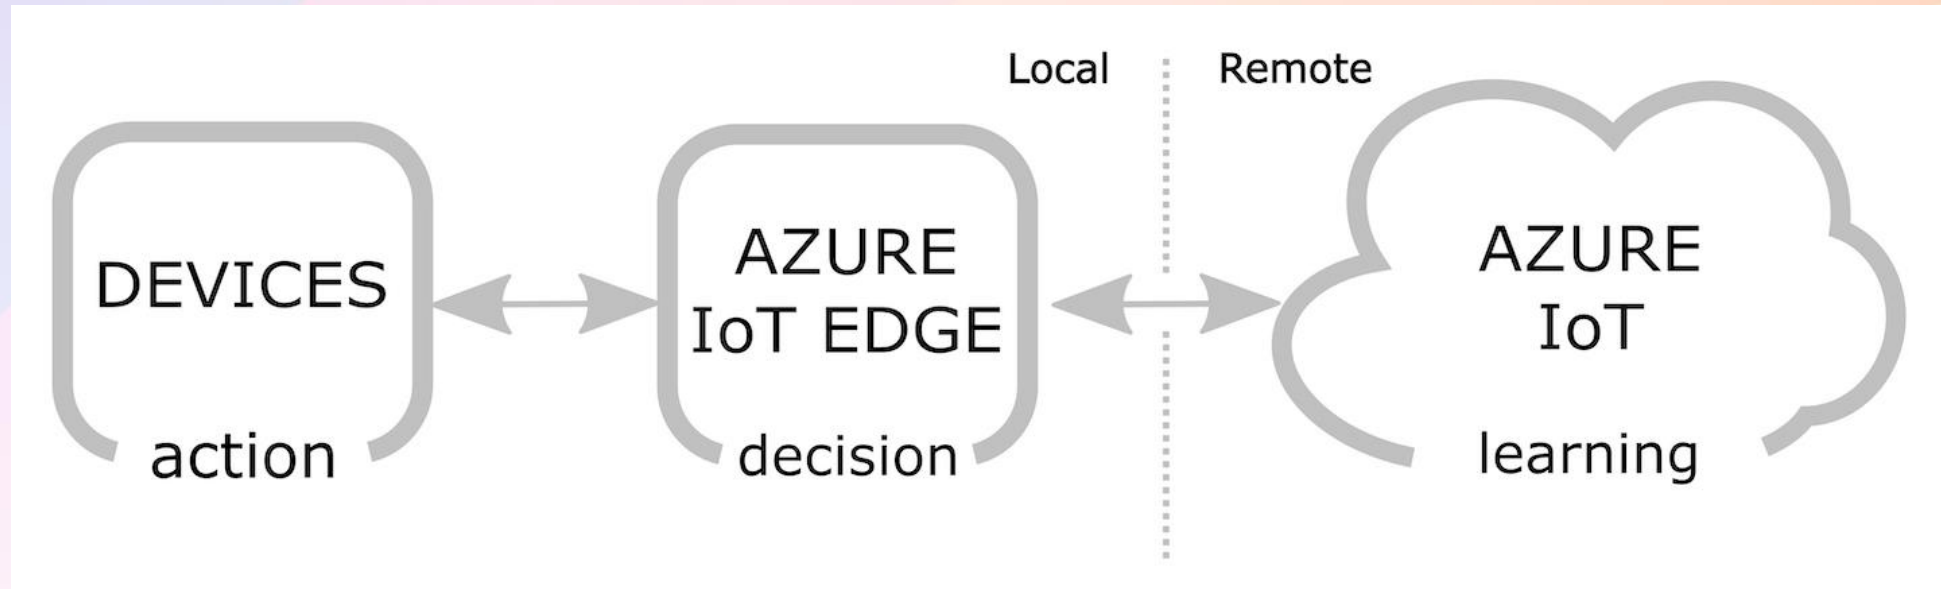 Local
Remote
DEVICES
action
AZURE
IoT EDGE
decision
AZURE
IoT
learning